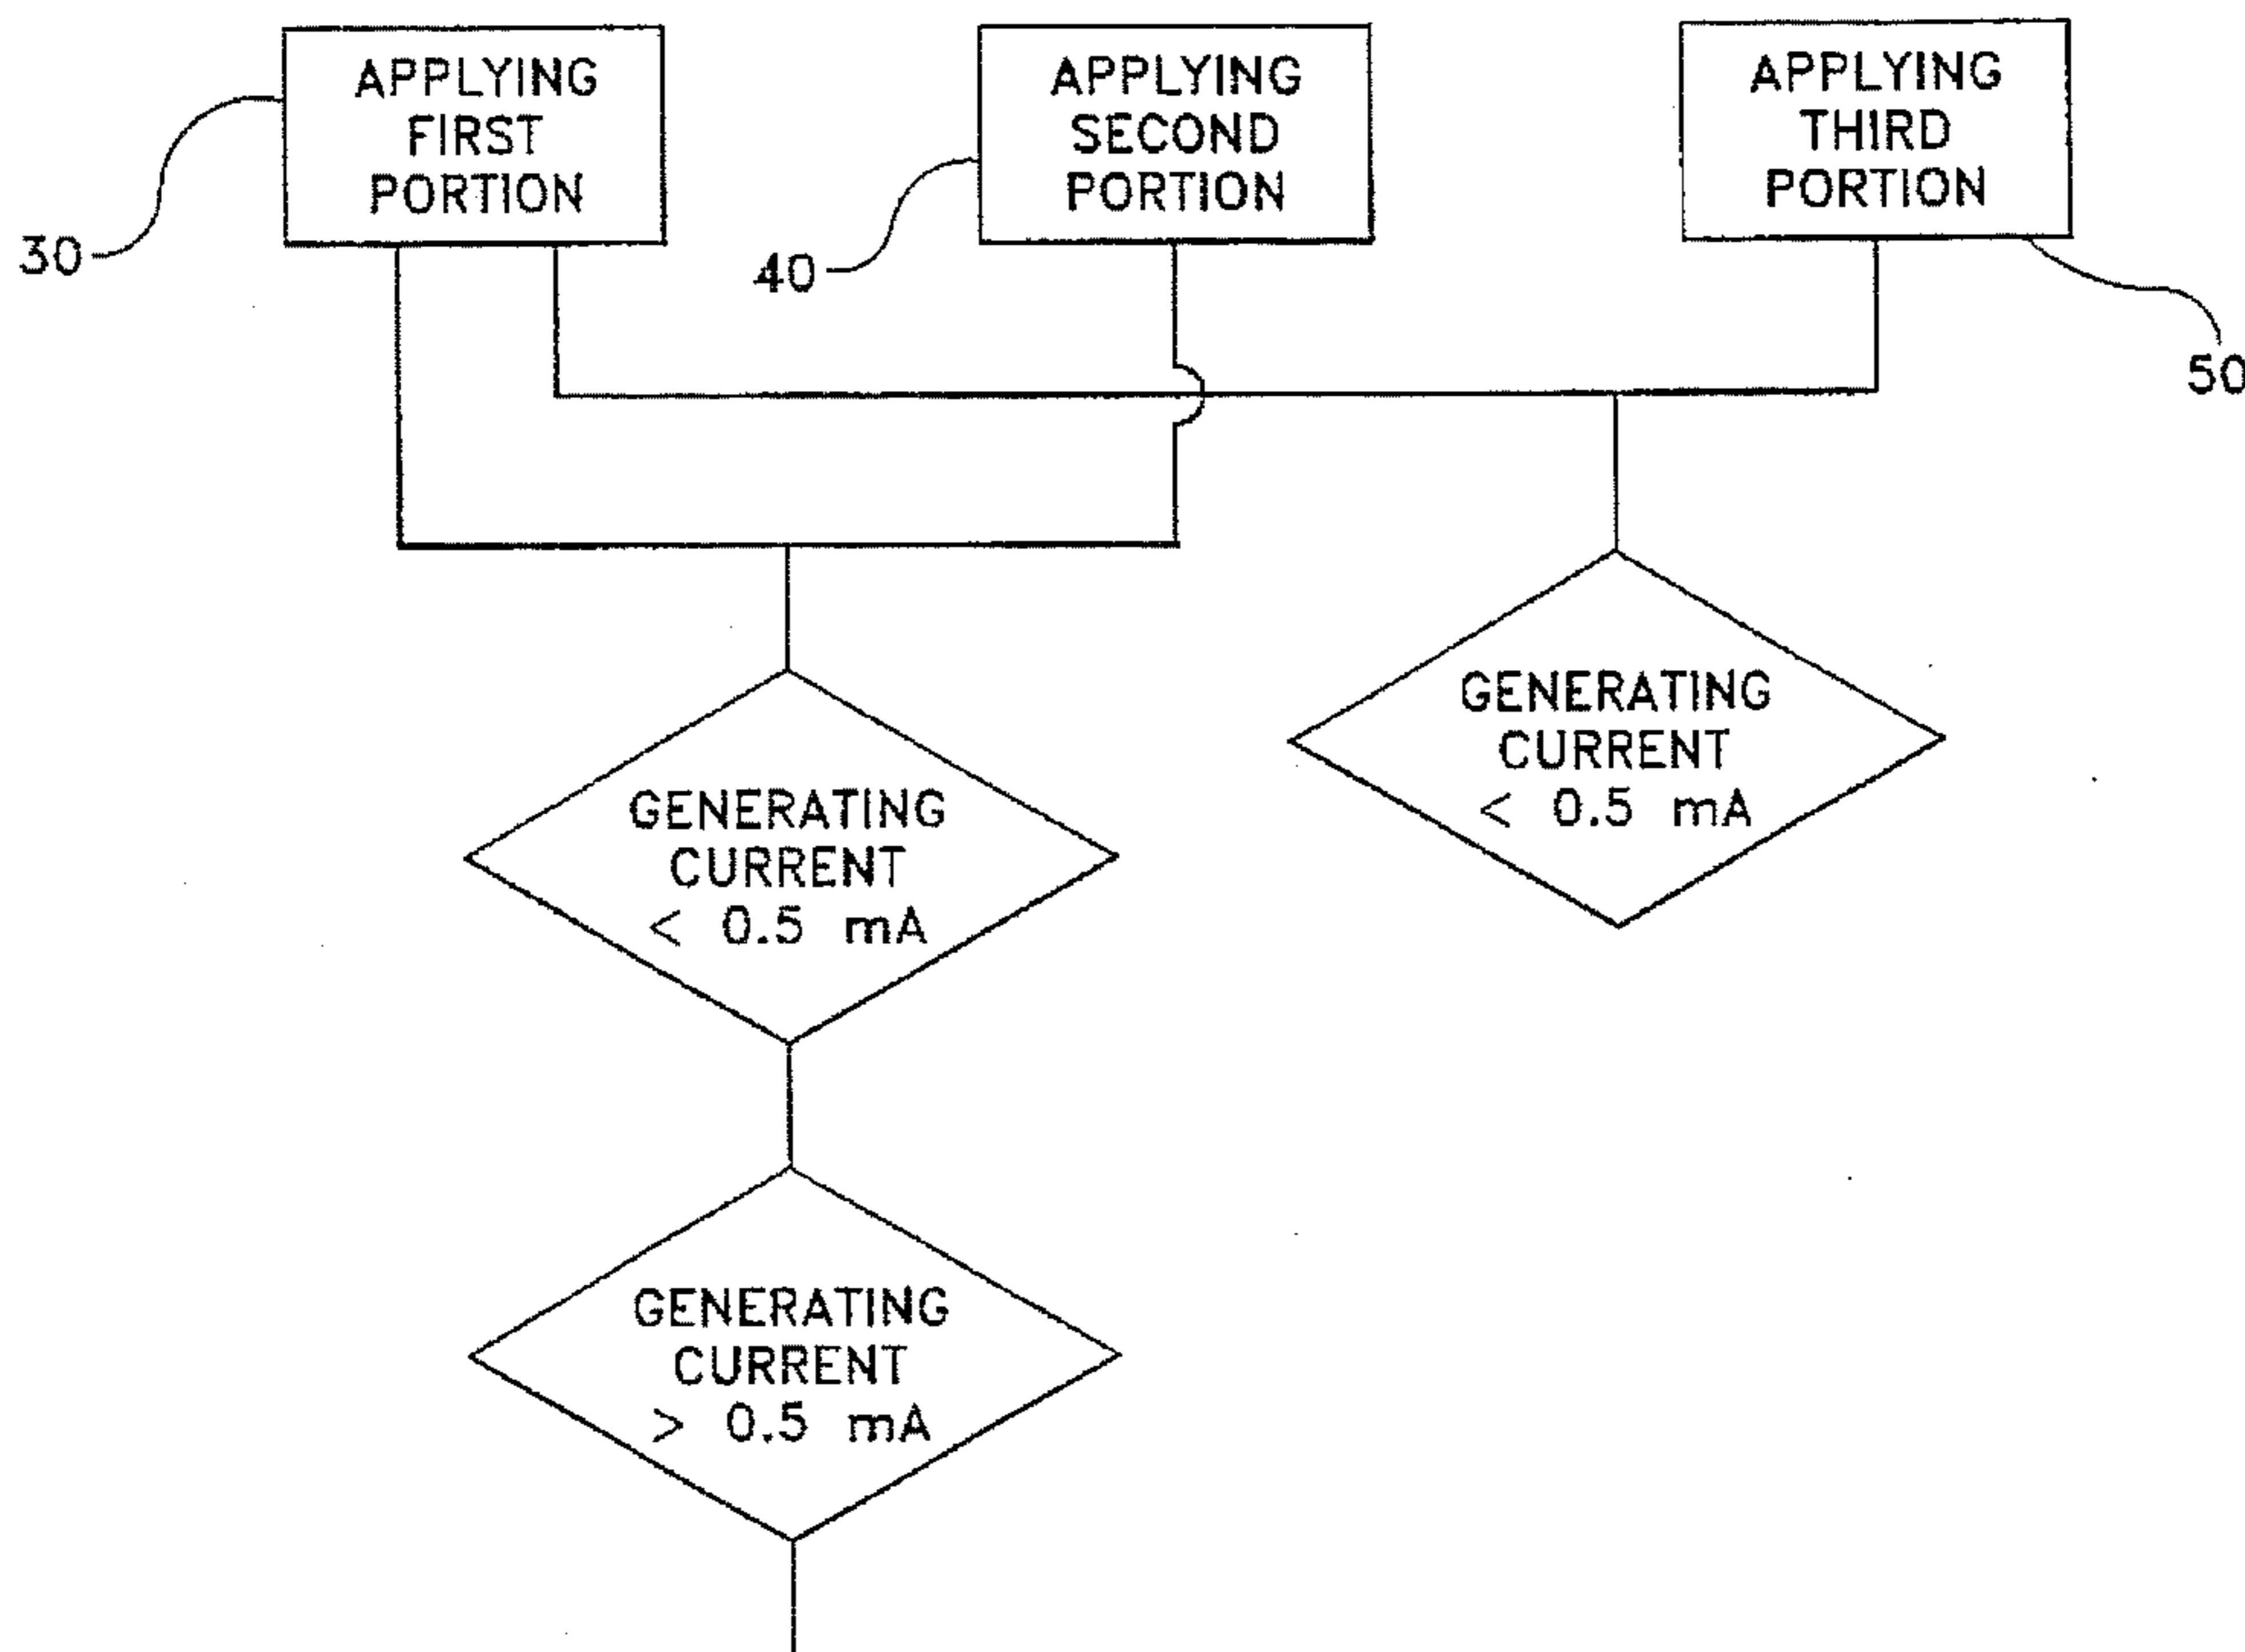 APPLYING
FIRST
PORTION
30
APPLYING
SECOND
PORTION
40
APPLYING
THIRD
PORTION
50
GENERATING
CURRENT
< 0.5 mA
GENERATING
CURRENT
< 0.5 mA
GENERATING
CURRENT
> 0.5 mA